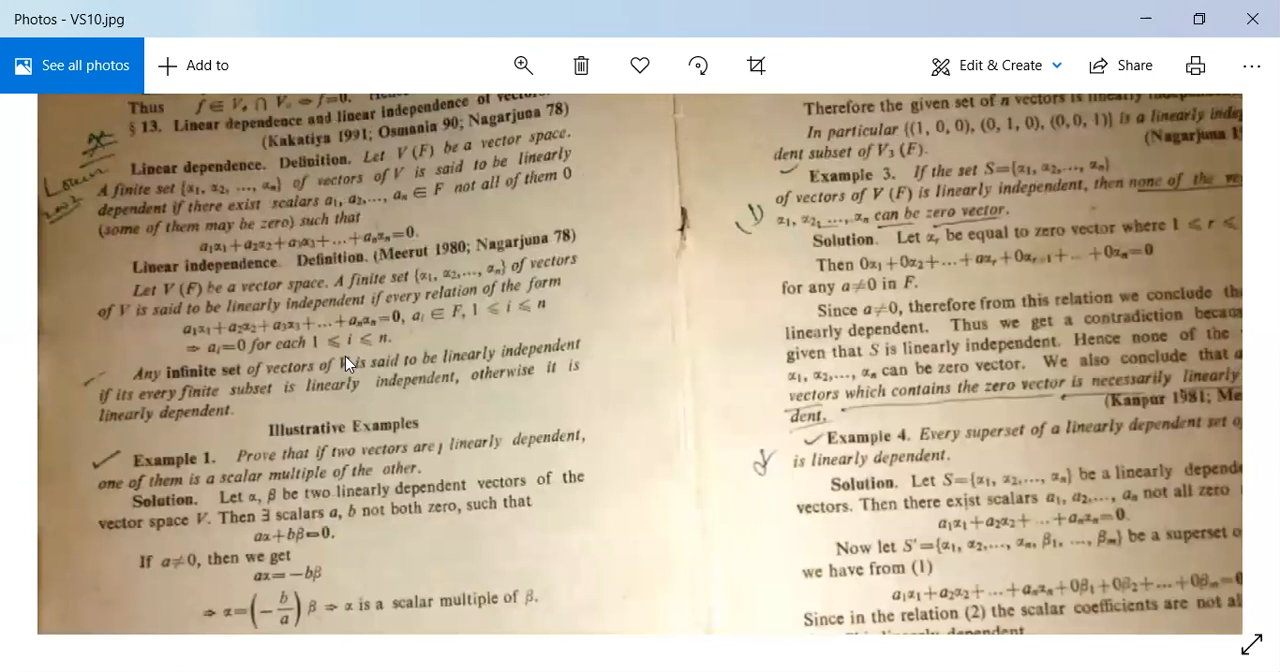 Photos - VS10.jpg
See all photos
Add to
Edit & Create
Share
Thus f ∈ Vₑ ∩ Vₒ ⇒ f=0.
§ 13. Linear dependence and linear independence of vectors.
(Kakatiya 1991; Osmania 90; Nagarjuna 78)
Linear dependence. Definition. Let V (F) be a vector space.
A finite set {α₁, α₂, ..., αₙ} of vectors of V is said to be linearly
dependent if there exist scalars a₁, a₂,..., aₙ ∈ F not all of them 0
(some of them may be zero) such that
a₁α₁+a₂α₂+a₃α₃+...+aₙαₙ=0.
Linear independence. Definition. (Meerut 1980; Nagarjuna 78)
Let V (F) be a vector space. A finite set {α₁, α₂,..., αₙ} of vectors
of V is said to be linearly independent if every relation of the form
a₁α₁+a₂α₂+a₃α₃+...+aₙαₙ=0, aᵢ ∈ F, 1 ⩽ i ⩽ n
⇒ aᵢ=0 for each 1 ⩽ i ⩽ n.
Any infinite set of vectors of is said to be linearly independent
if its every finite subset is linearly independent, otherwise it is
linearly dependent.
Illustrative Examples
Example 1. Prove that if two vectors are linearly dependent,
one of them is a scalar multiple of the other.
Solution. Let α, β be two linearly dependent vectors of the
vector space V. Then ∃ scalars a, b not both zero, such that
aα+bβ=0.
If a≠0, then we get
aα=−bβ
⇒ α=(−b/a) β ⇒ α is a scalar multiple of β.
Therefore the given set of n vectors is linearly
In particular {(1, 0, 0), (0, 1, 0), (0, 0, 1)} is a linearly inde
dent subset of V₃ (F).
(Nagarjuna 1
Example 3. If the set S={α₁, α₂,..., αₙ}
of vectors of V (F) is linearly independent, then none of the ve
α₁, α₂, ..., αₙ can be zero vector.
Solution. Let αᵣ be equal to zero vector where 1 ⩽ r ⩽
Then 0α₁+0α₂+...+aαᵣ+0αᵣ₊₁+...+0αₙ=0
for any a≠0 in F.
Since a≠0, therefore from this relation we conclude th
linearly dependent. Thus we get a contradiction becau
given that S is linearly independent. Hence none of the
α₁, α₂,..., αₙ can be zero vector. We also conclude that a
vectors which contains the zero vector is necessarily linearly
dent.
(Kanpur 1981; Me
Example 4. Every superset of a linearly dependent set o
is linearly dependent.
Solution. Let S={α₁, α₂,..., αₙ} be a linearly depende
vectors. Then there exist scalars a₁, a₂,..., aₙ not all zero
a₁α₁+a₂α₂+...+aₙαₙ=0.
Now let S′={α₁, α₂,..., αₙ, β₁, ..., βₘ} be a superset o
we have from (1)
a₁α₁+a₂α₂+...+aₙαₙ+0β₁+0β₂+...+0βₘ=0
Since in the relation (2) the scalar coefficients are not al
linearly dependent